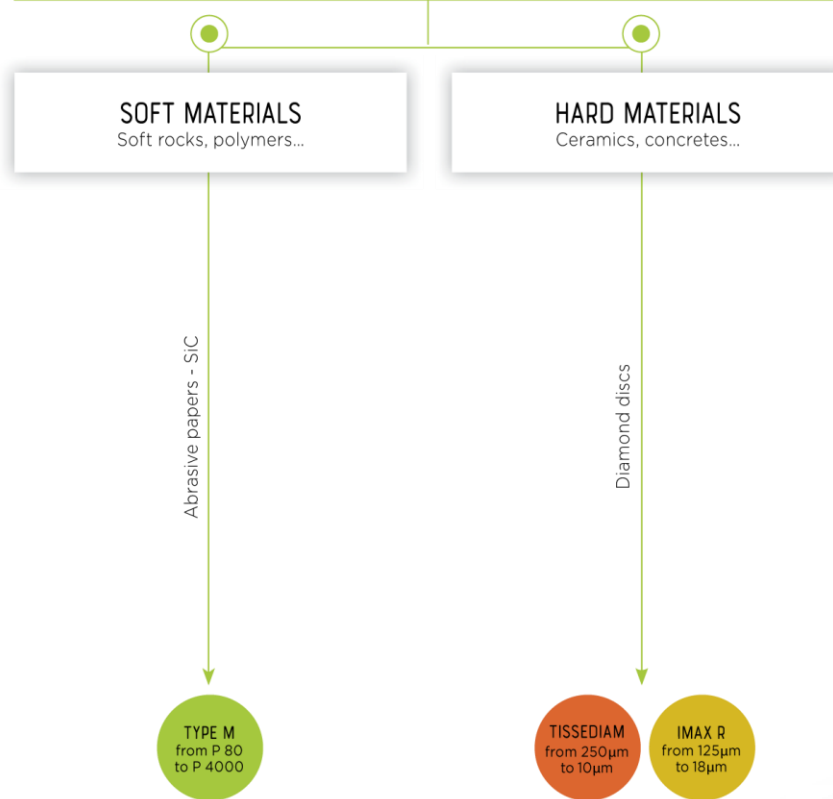 SOFT MATERIALS
Soft rocks, polymers...
HARD MATERIALS
Ceramics, concretes...
Abrasive papers - SiC
Diamond discs
TYPE M
from P 80
to P 4000
TISSEDIAM
from 250µm
to 10µm
IMAX R
from 125µm
to 18µm